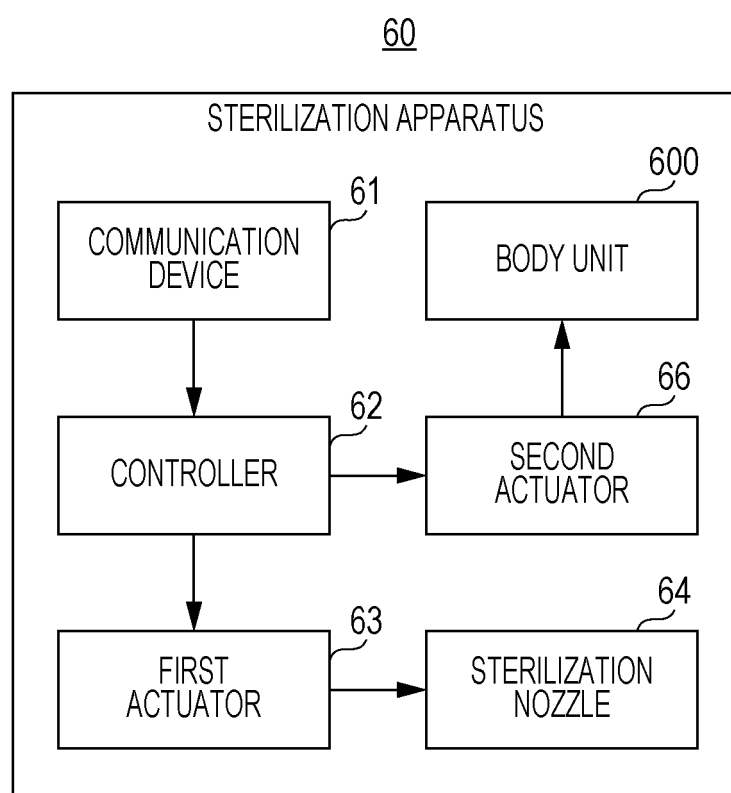 60
STERILIZATION APPARATUS
61
COMMUNICATION
DEVICE
600
BODY UNIT
62
CONTROLLER
66
SECOND
ACTUATOR
63
FIRST
ACTUATOR
64
STERILIZATION
NOZZLE